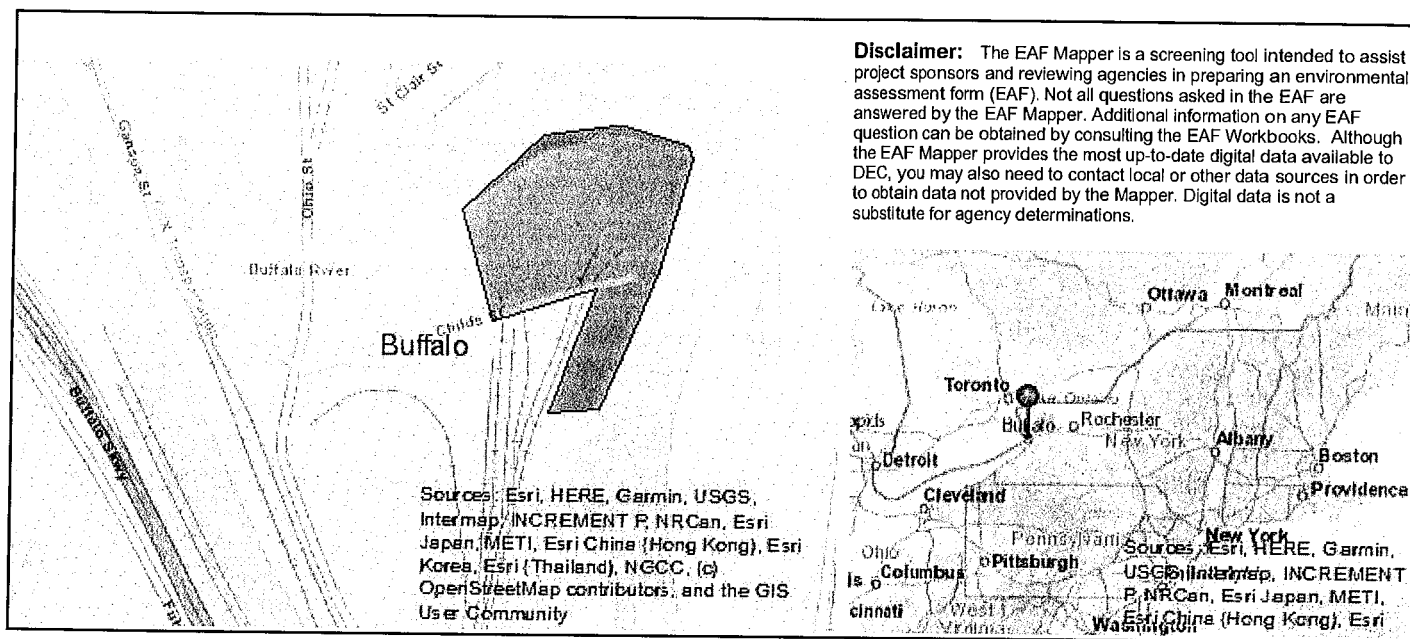 Disclaimer: The EAF Mapper is a screening tool intended to assist
project sponsors and reviewing agencies in preparing an environmental
assessment form (EAF). Not all questions asked in the EAF are
answered by the EAF Mapper. Additional information on any EAF
question can be obtained by consulting the EAF Workbooks. Although
the EAF Mapper provides the most up-to-date digital data available to
DEC, you may also need to contact local or other data sources in order
to obtain data not provided by the Mapper. Digital data is not a
substitute for agency determinations.
St Clair St
Ganson St
Ohio St
Buffalo River
Childs
Buffalo
Buffalo Skwy
Sources: Esri, HERE, Garmin, USGS,
Intermap, INCREMENT P, NRCan, Esri
Japan, METI, Esri China (Hong Kong), Esri
Korea, Esri (Thailand), NGCC, (c)
OpenStreetMap contributors, and the GIS
User Community
Ottawa
Montreal
Toronto
Buffalo
Rochester
New York
Albany
Boston
Detroit
Cleveland
Providence
New York
Ohio
Pittsburgh
Columbus
Sources: Esri, HERE, Garmin,
USGS, Intermap, INCREMENT
P, NRCan, Esri Japan, METI,
Esri China (Hong Kong), Esri